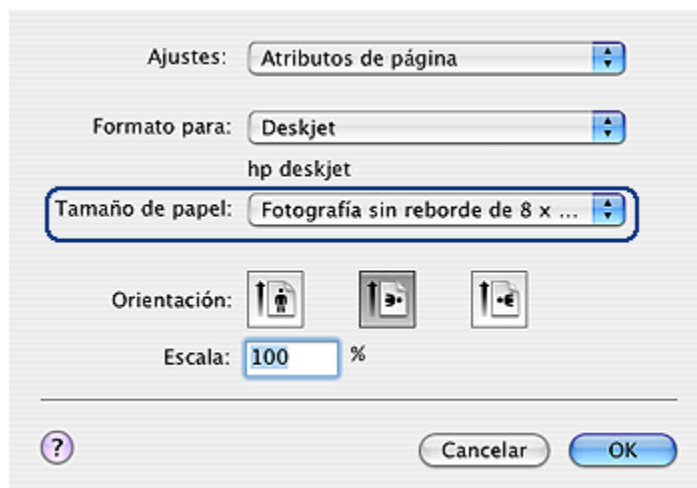 Ajustes: Atributos de página
Formato para: Deskjet
hp deskjet
Tamaño de papel: Fotografía sin reborde de 8 x ...
Orientación:
Escala: 100 %
?
Cancelar OK